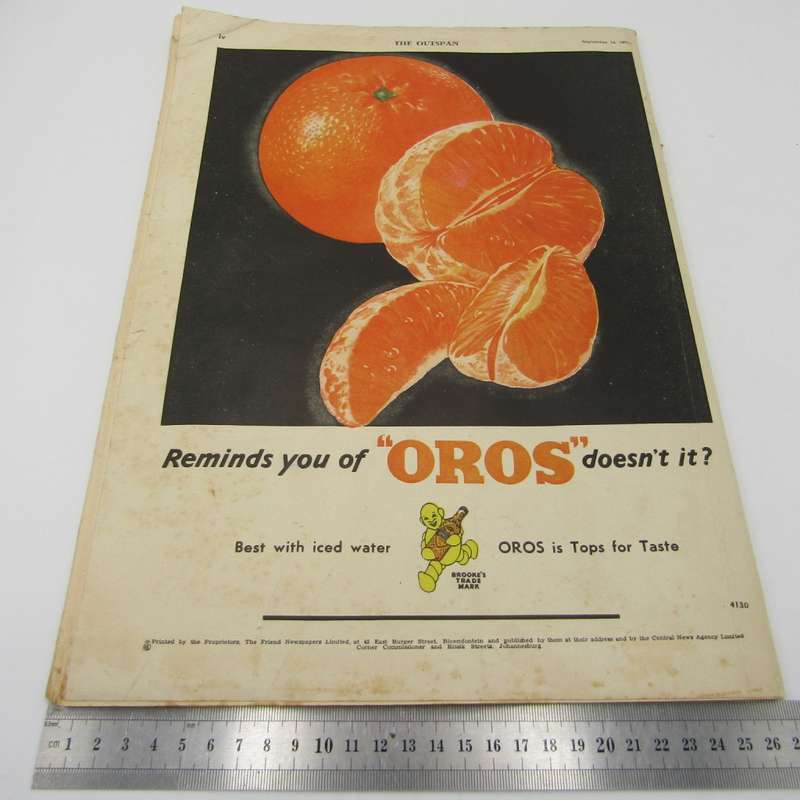 iv
THE OUTSPAN
September 14,
Reminds you of "OROS" doesn't it?
Best with iced water
OROS is Tops for Taste
BROOKE'S
TRADE
MARK
4130
Printed by the Proprietors, The Friend Newspapers Limited, at 42 East Burger Street, Bloemfontein and published by them at their address and by the Central News Agency Limited
Corner Commissioner and Rissik Streets, Johannesburg.
cm 1 2 3 4 5 6 7 8 9 10 11 12 13 14 15 16 17 18 19 20 21 22 23 24 25 26